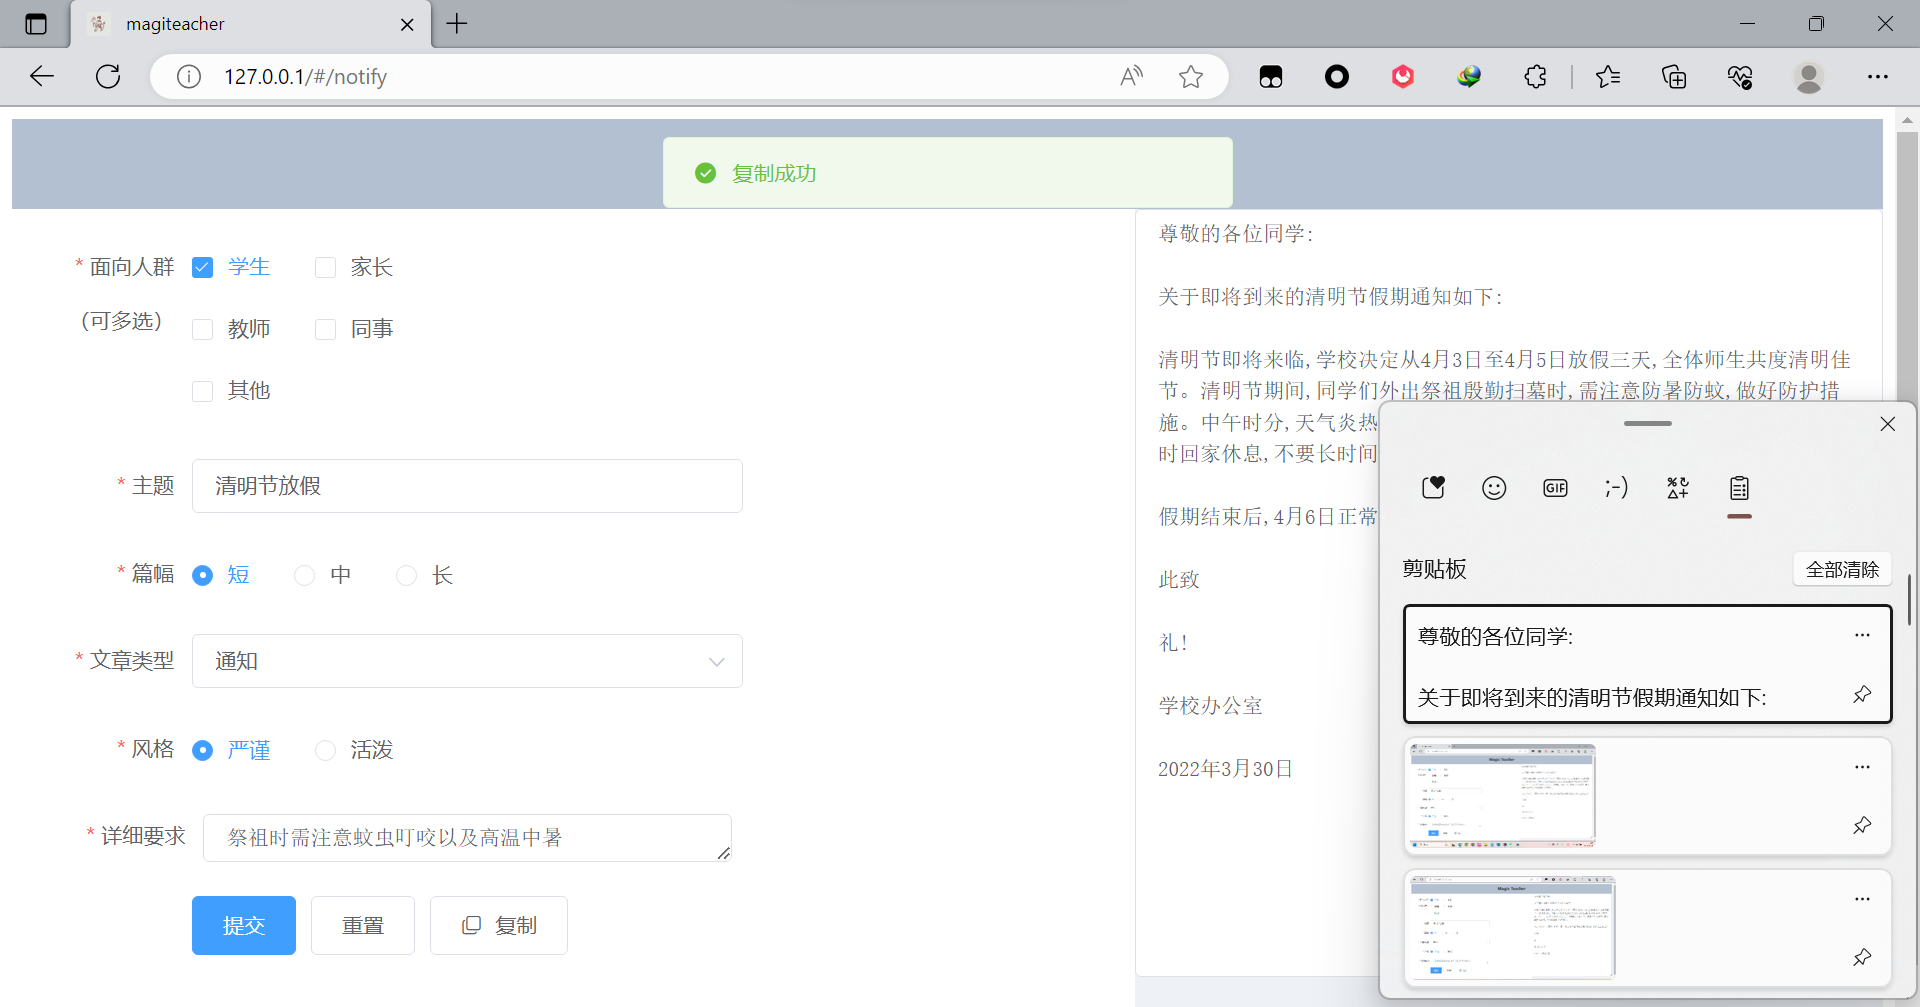 magiteacher
127.0.0.1/#/notify
复制成功
* 面向人群
(可多选)
学生
家长
教师
同事
其他
* 主题
清明节放假
* 篇幅
短
中
长
* 文章类型
通知
* 风格
严谨
活泼
* 详细要求
祭祖时需注意蚊虫叮咬以及高温中暑
提交
重置
复制
尊敬的各位同学:
关于即将到来的清明节假期通知如下:
清明节即将来临,学校决定从4月3日至4月5日放假三天,全体师生共度清明佳
节。清明节期间,同学们外出祭祖殷勤扫墓时,需注意防暑防蚊,做好防护措
施。中午时分,天气炎热
时回家休息,不要长时间
假期结束后,4月6日正常
此致
礼!
学校办公室
2022年3月30日
GIF
;-)
剪贴板
全部清除
尊敬的各位同学:
关于即将到来的清明节假期通知如下:
Magic Teacher
Magic Teacher